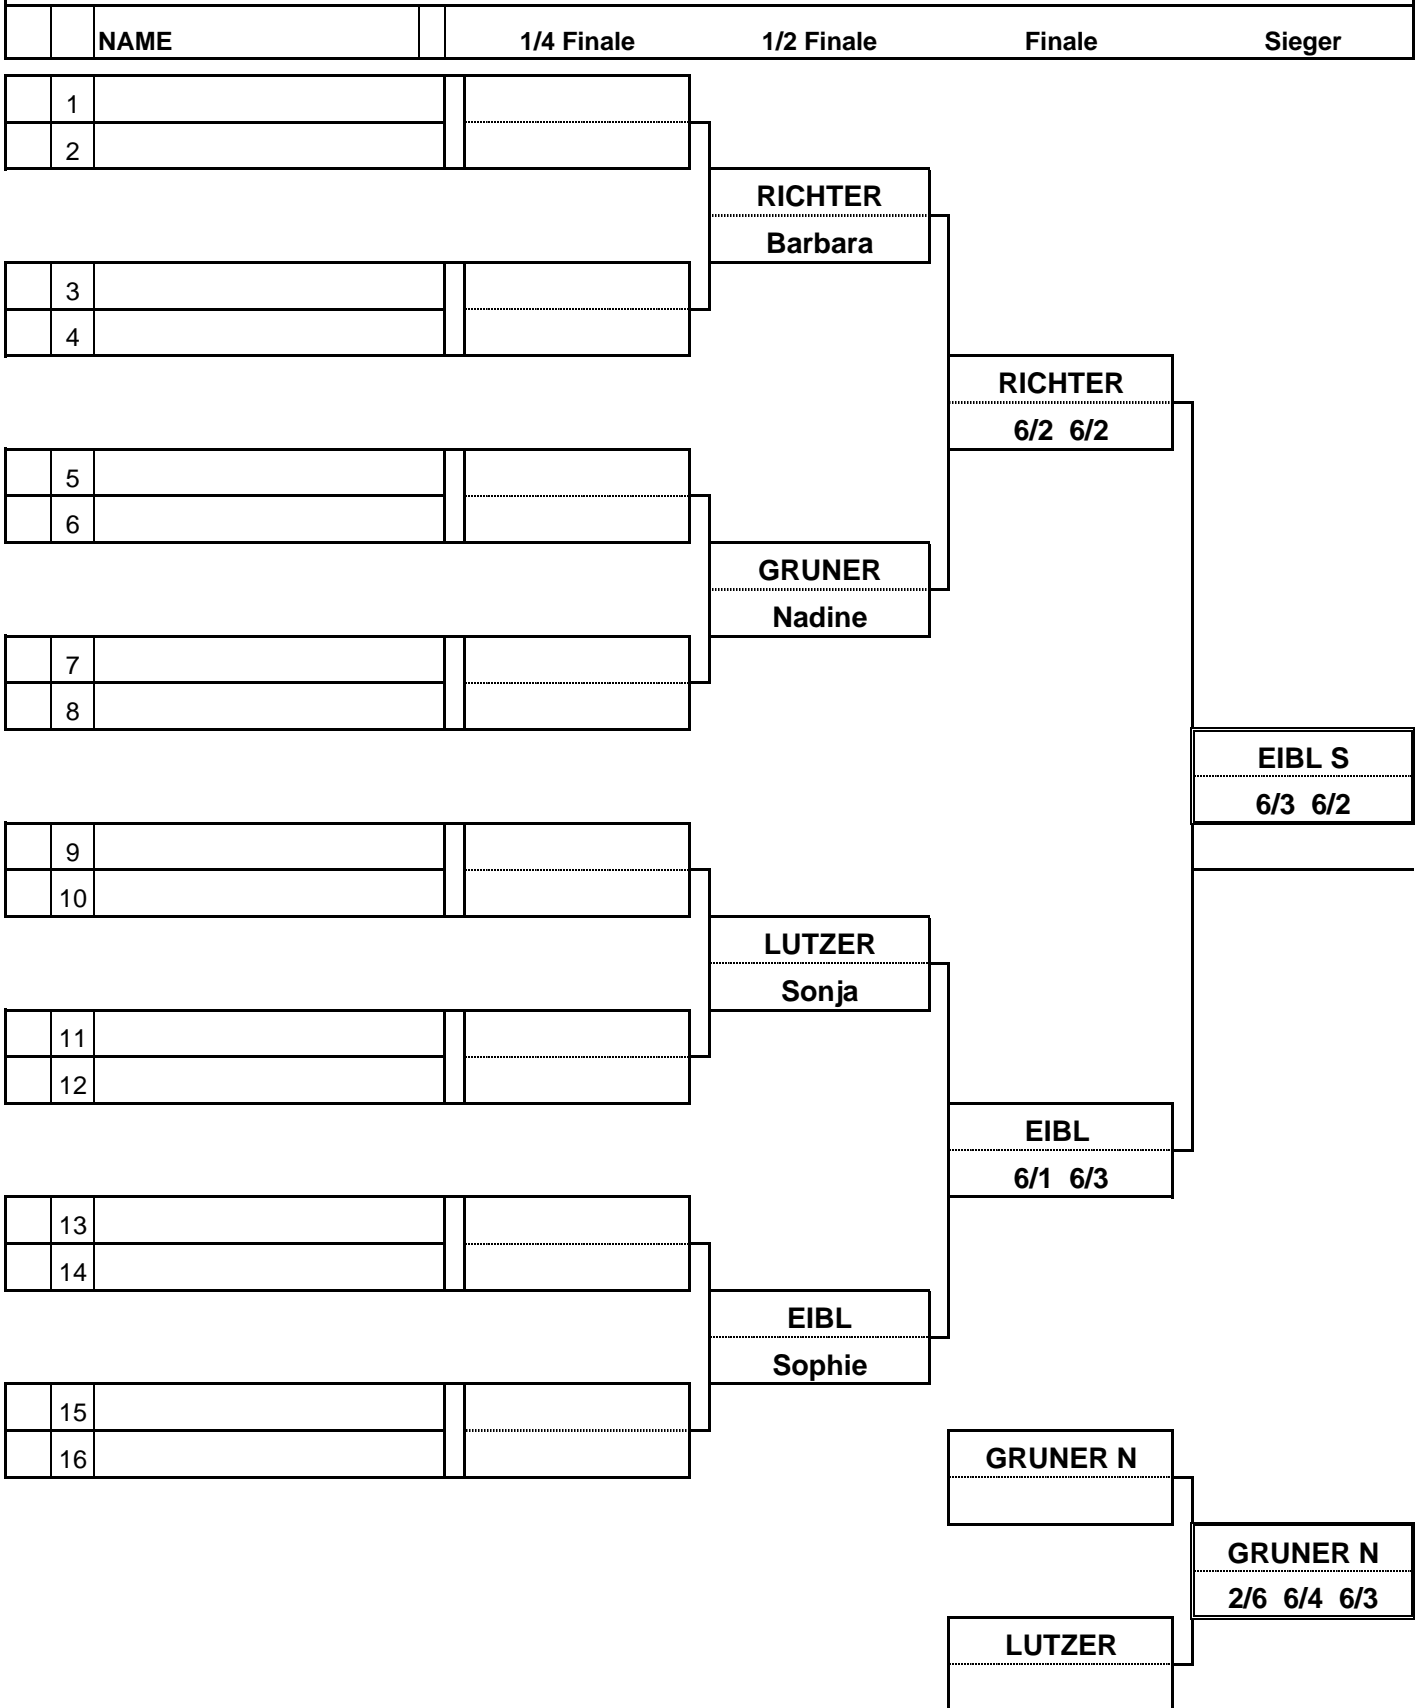 NAME 1/4 Finale 1/2 Finale Finale Sieger
1
2
RICHTER
Barbara
3
4
RICHTER
6/2 6/2
5
6
GRUNER
Nadine
7
8
EIBL S
6/3 6/2
9
10
LUTZER
Sonja
11
12
EIBL
6/1 6/3
13
14
EIBL
Sophie
15
16
GRUNER N
GRUNER N
2/6 6/4 6/3
LUTZER